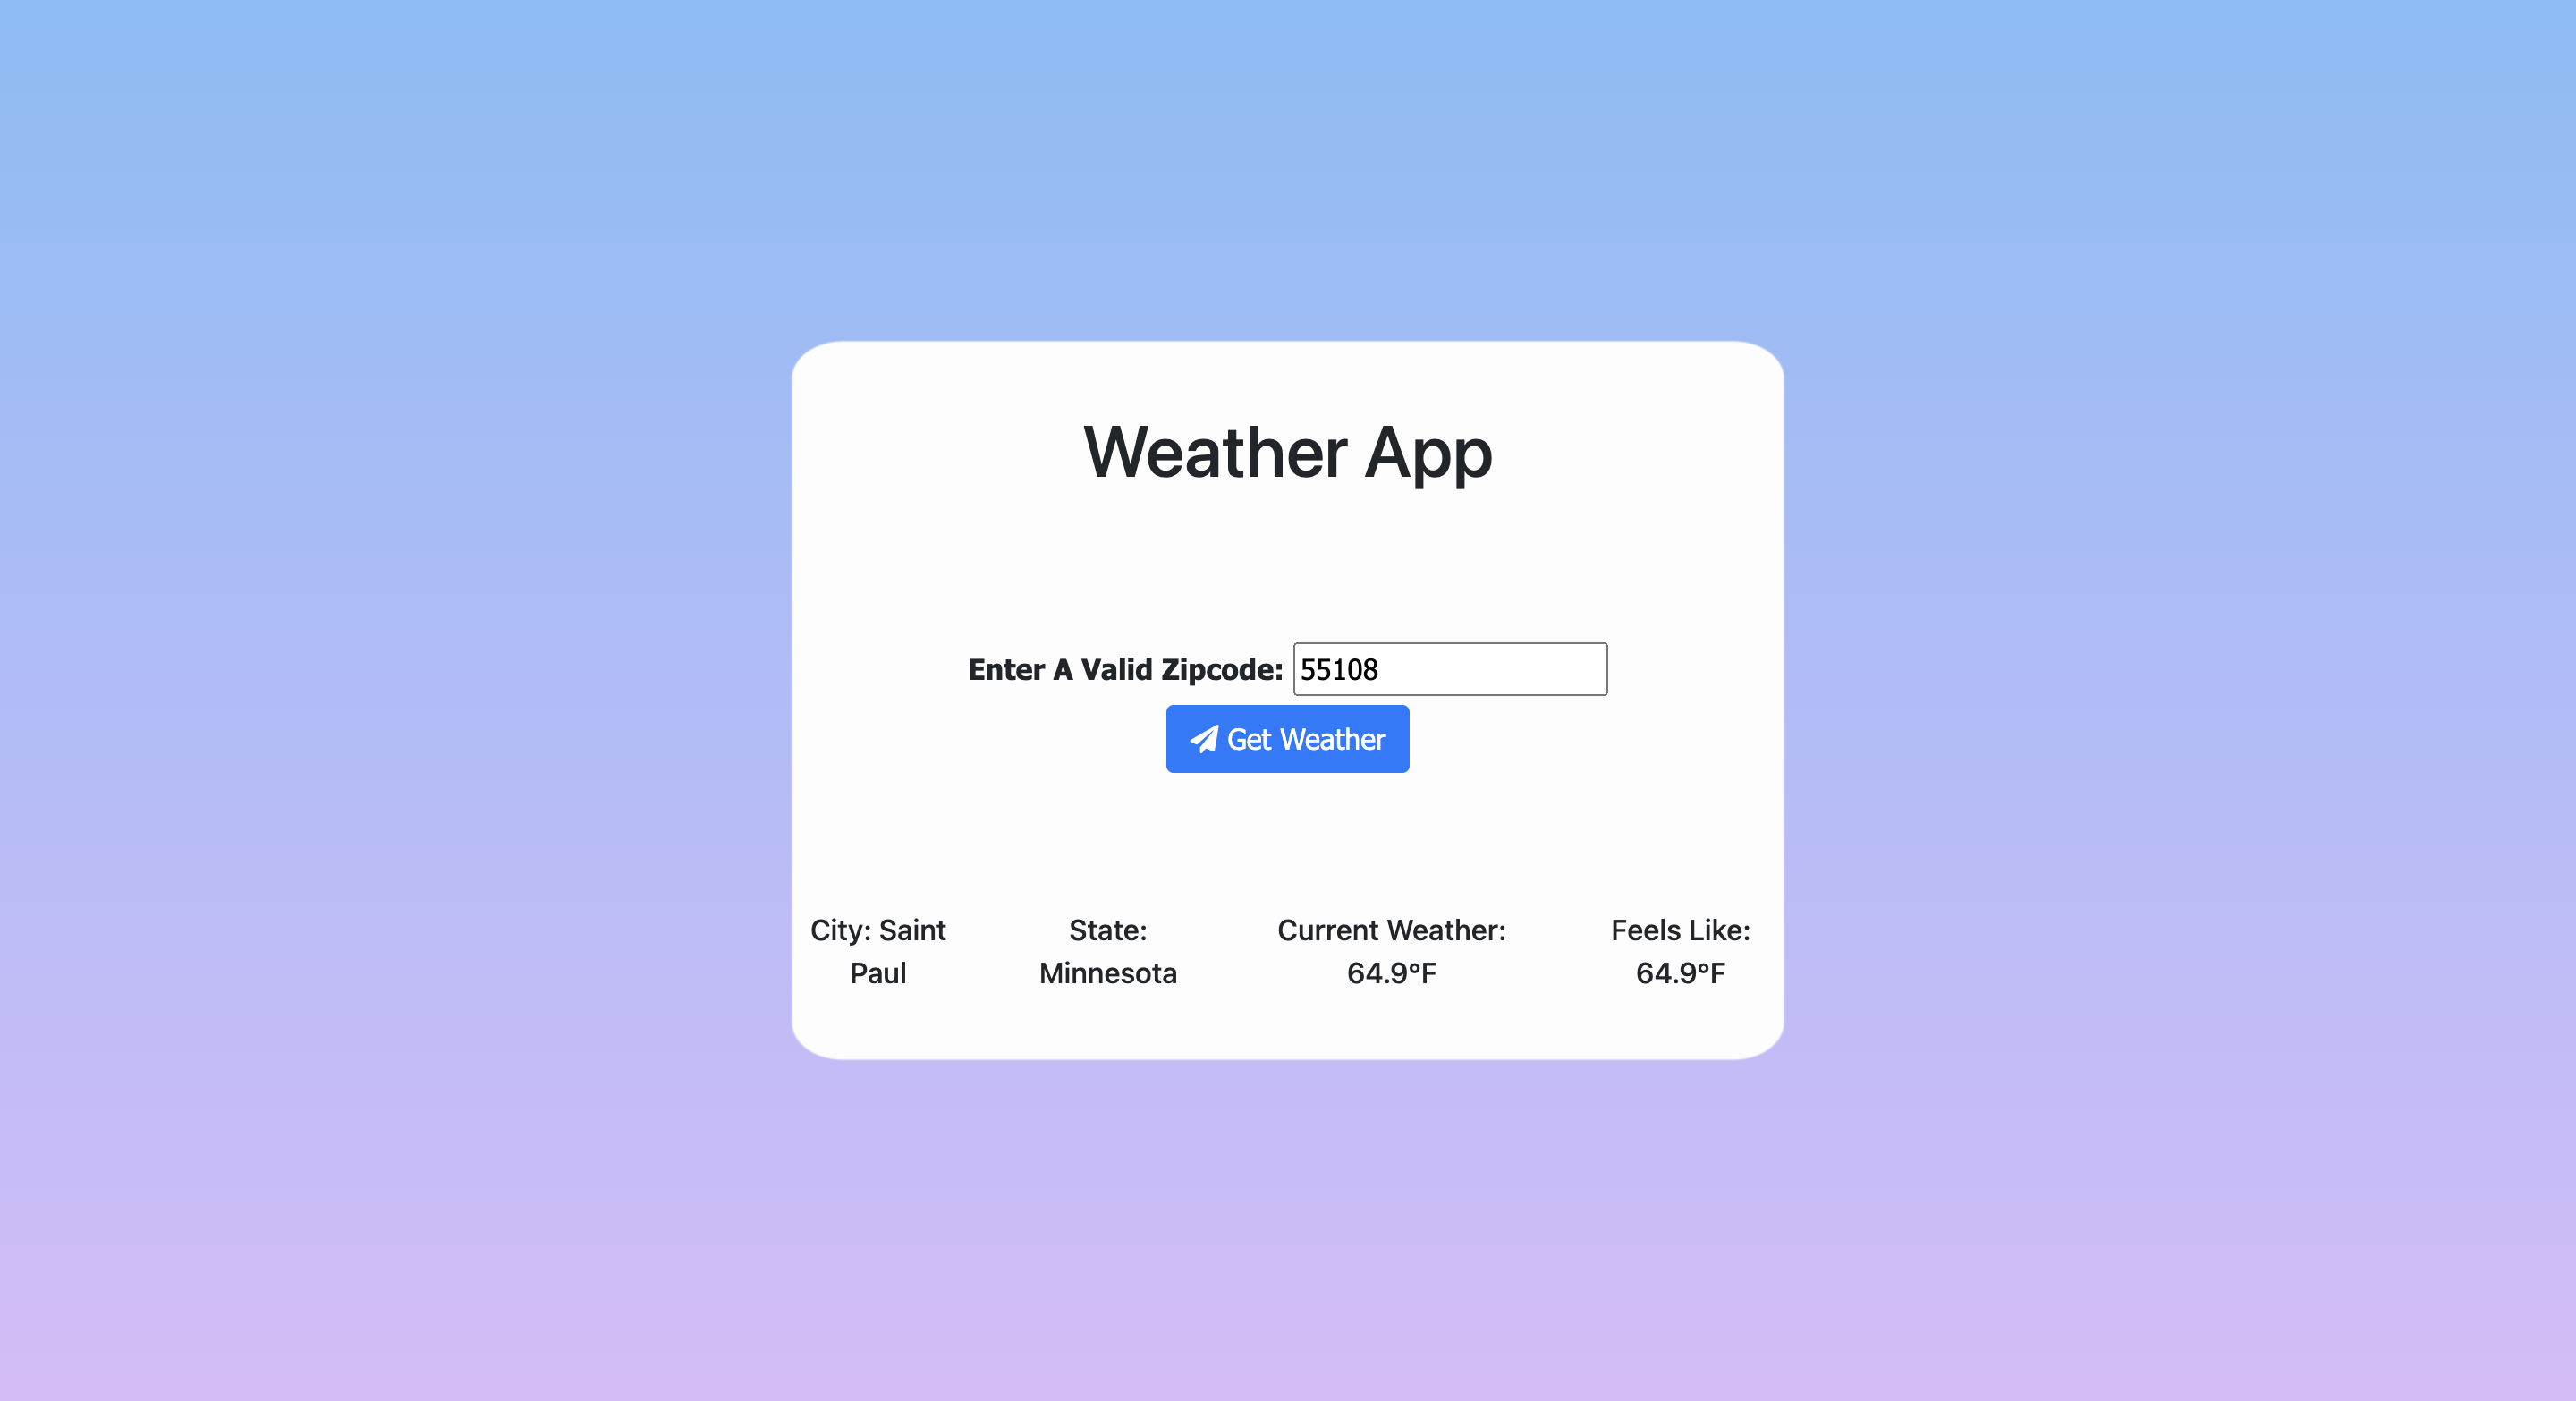 Weather App
Enter A Valid Zipcode: 55108
Get Weather
City: Saint Paul
State: Minnesota
Current Weather: 64.9°F
Feels Like: 64.9°F